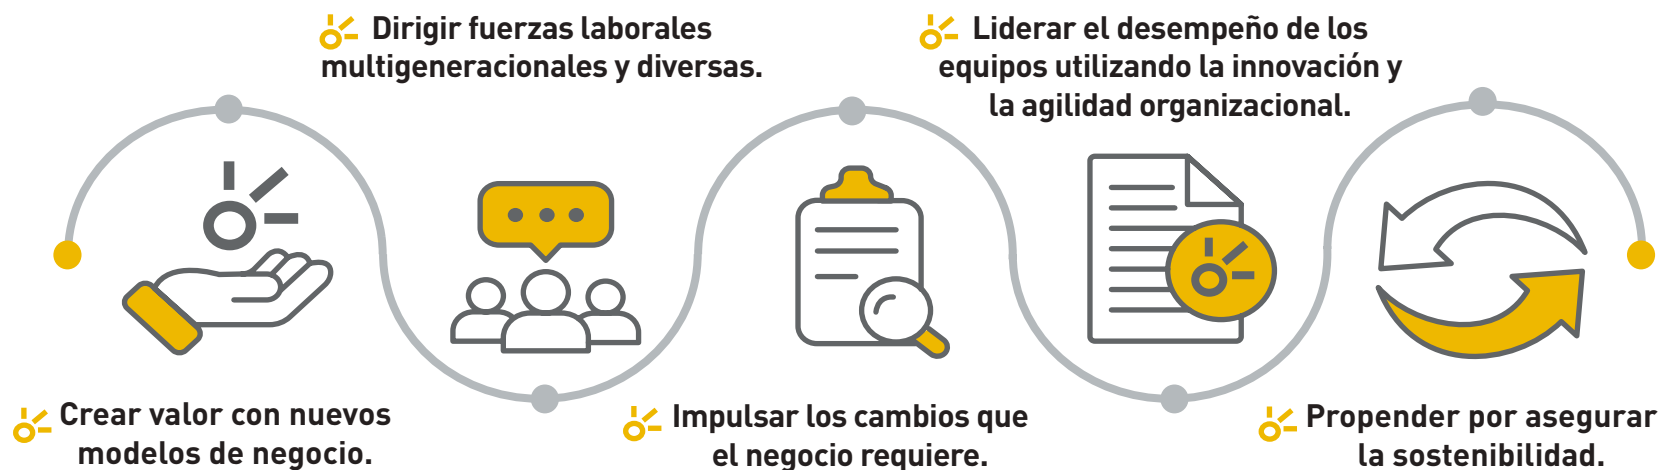 Crear valor con nuevos
modelos de negocio.
Dirigir fuerzas laborales
multigeneracionales y diversas.
Impulsar los cambios que
el negocio requiere.
Liderar el desempeño de los
equipos utilizando la innovación y
la agilidad organizacional.
Propender por asegurar
la sostenibilidad.